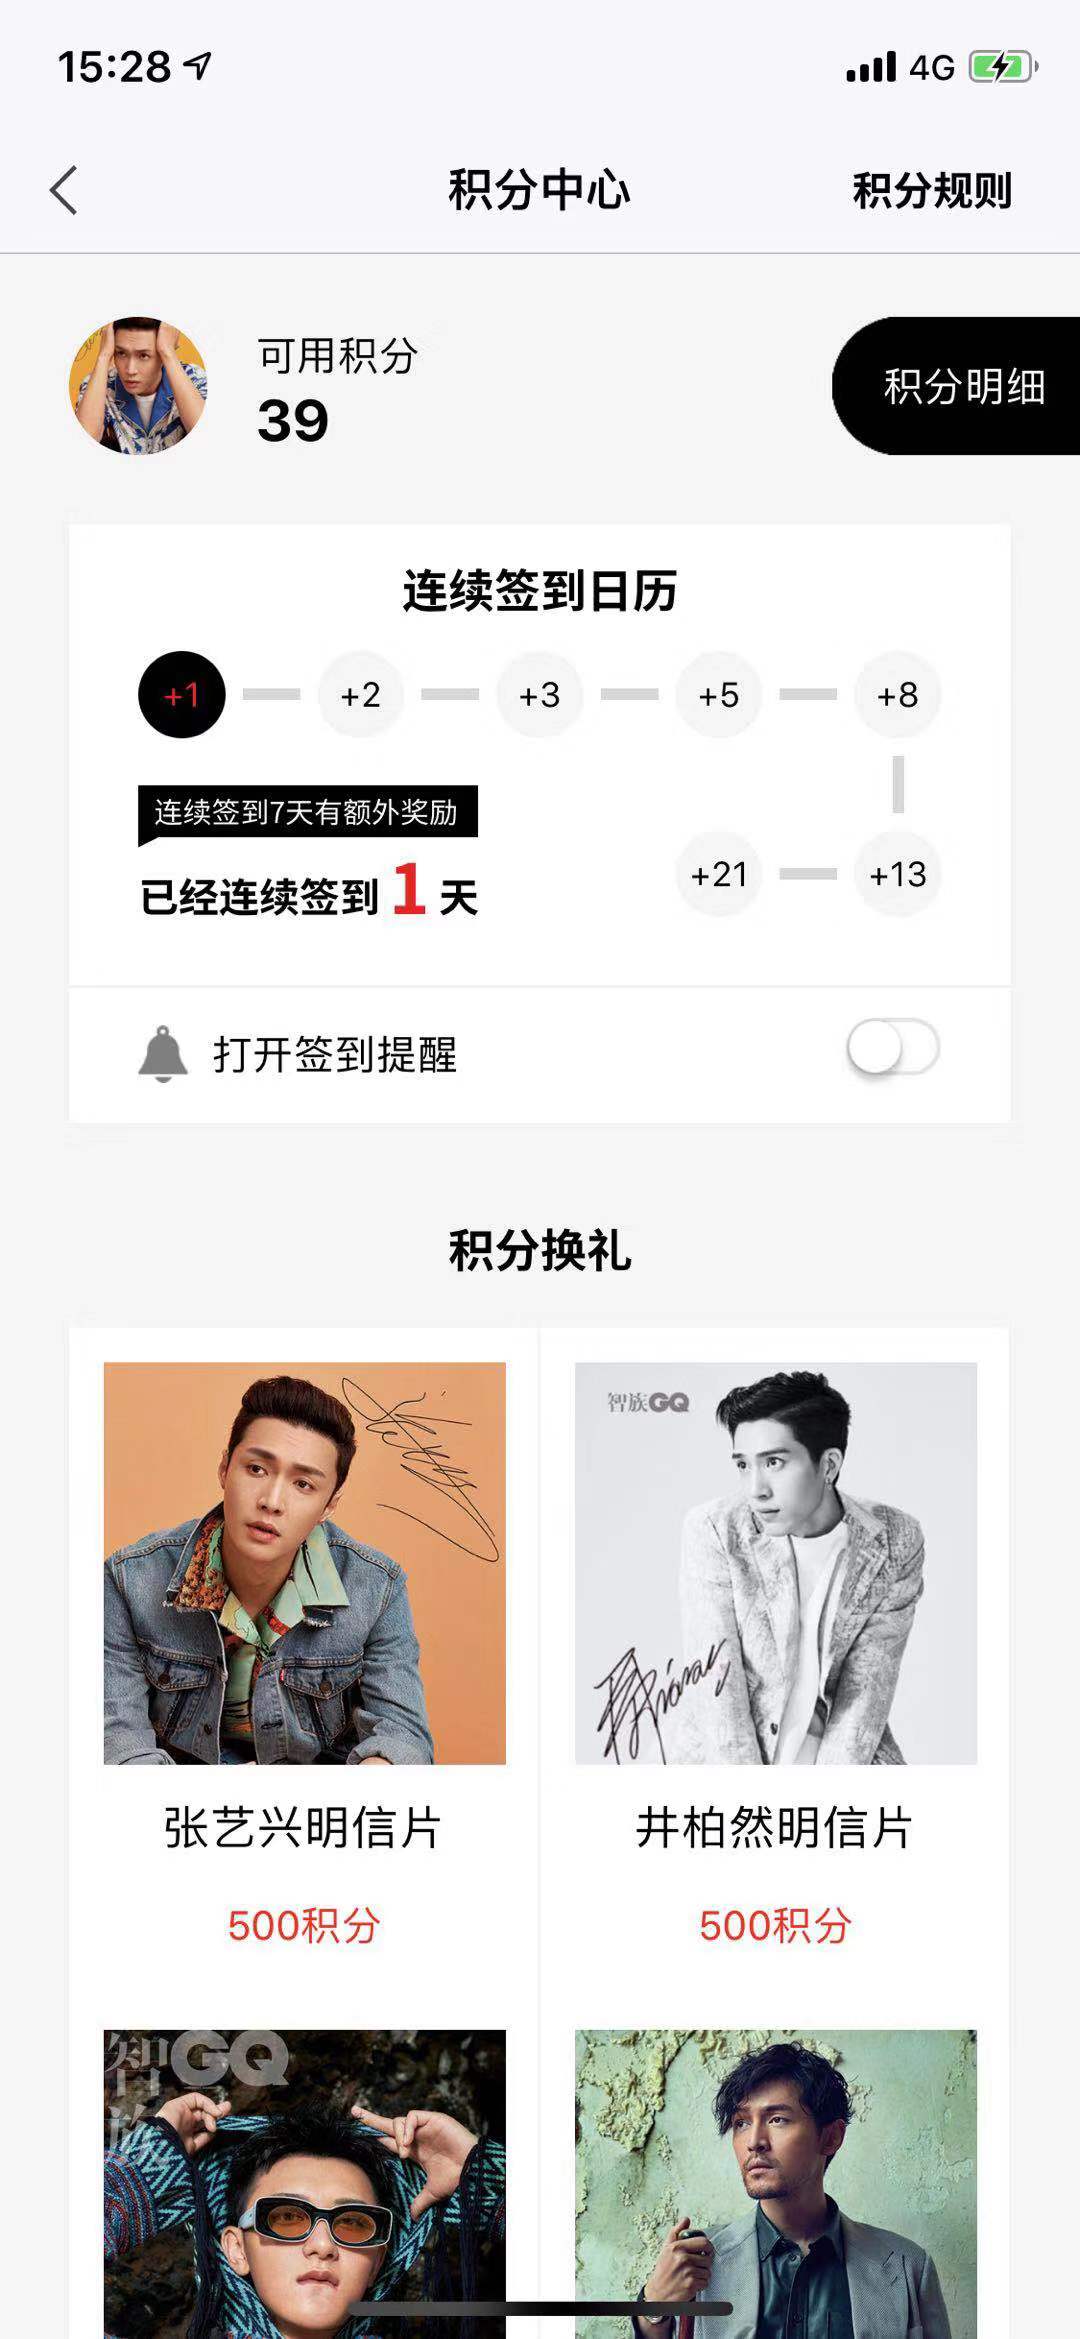 15:28
4G
积分中心
积分规则
可用积分
39
积分明细
连续签到日历
+1
+2
+3
+5
+8
连续签到7天有额外奖励
+21
+13
已经连续签到 1 天
打开签到提醒
积分换礼
智族GQ
张艺兴明信片
井柏然明信片
500积分
500积分
智GQ
族